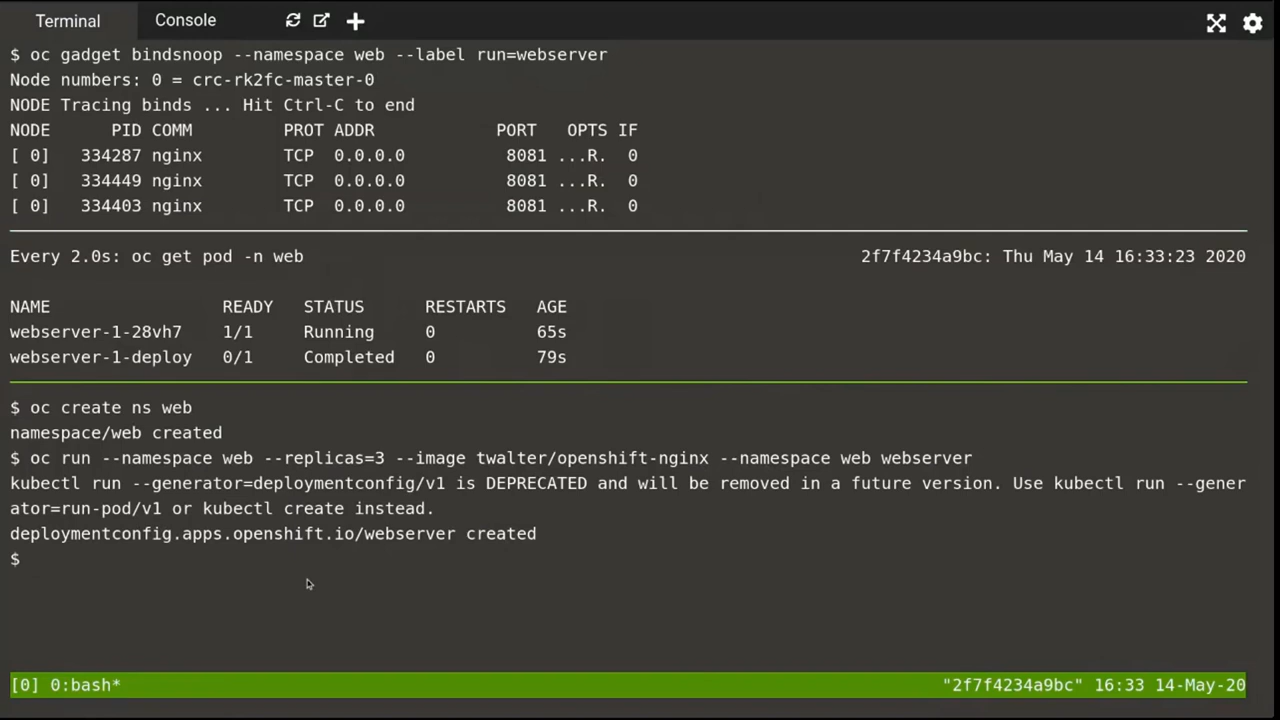 Terminal Console
$ oc gadget bindsnoop --namespace web --label run=webserver
Node numbers: 0 = crc-rk2fc-master-0
NODE Tracing binds ... Hit Ctrl-C to end
NODE PID COMM PROT ADDR PORT OPTS IF
[ 0] 334287 nginx TCP 0.0.0.0 8081 ...R. 0
[ 0] 334449 nginx TCP 0.0.0.0 8081 ...R. 0
[ 0] 334403 nginx TCP 0.0.0.0 8081 ...R. 0
Every 2.0s: oc get pod -n web 2f7f4234a9bc: Thu May 14 16:33:23 2020
NAME READY STATUS RESTARTS AGE
webserver-1-28vh7 1/1 Running 0 65s
webserver-1-deploy 0/1 Completed 0 79s
$ oc create ns web
namespace/web created
$ oc run --namespace web --replicas=3 --image twalter/openshift-nginx --namespace web webserver
kubectl run --generator=deploymentconfig/v1 is DEPRECATED and will be removed in a future version. Use kubectl run --gener
ator=run-pod/v1 or kubectl create instead.
deploymentconfig.apps.openshift.io/webserver created
$
[0] 0:bash* "2f7f4234a9bc" 16:33 14-May-20